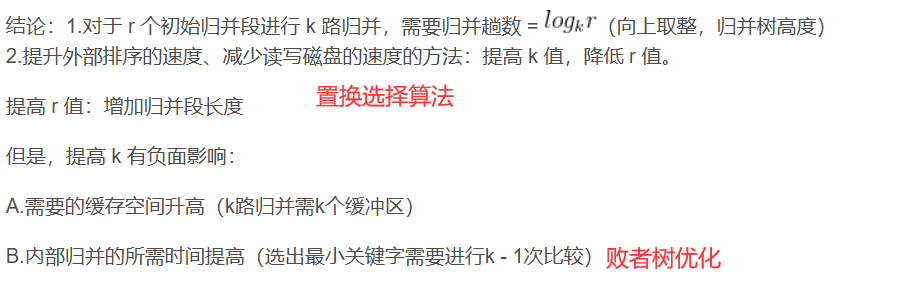 结论：1.对于 r 个初始归并段进行 k 路归并，需要归并趟数 = logₖr（向上取整，归并树高度）
2.提升外部排序的速度、减少读写磁盘的速度的方法：提高 k 值，降低 r 值。
提高 r 值：增加归并段长度 置换选择算法
但是，提高 k 有负面影响：
A.需要的缓存空间升高（k路归并需k个缓冲区）
B.内部归并的所需时间提高（选出最小关键字需要进行k - 1次比较）败者树优化